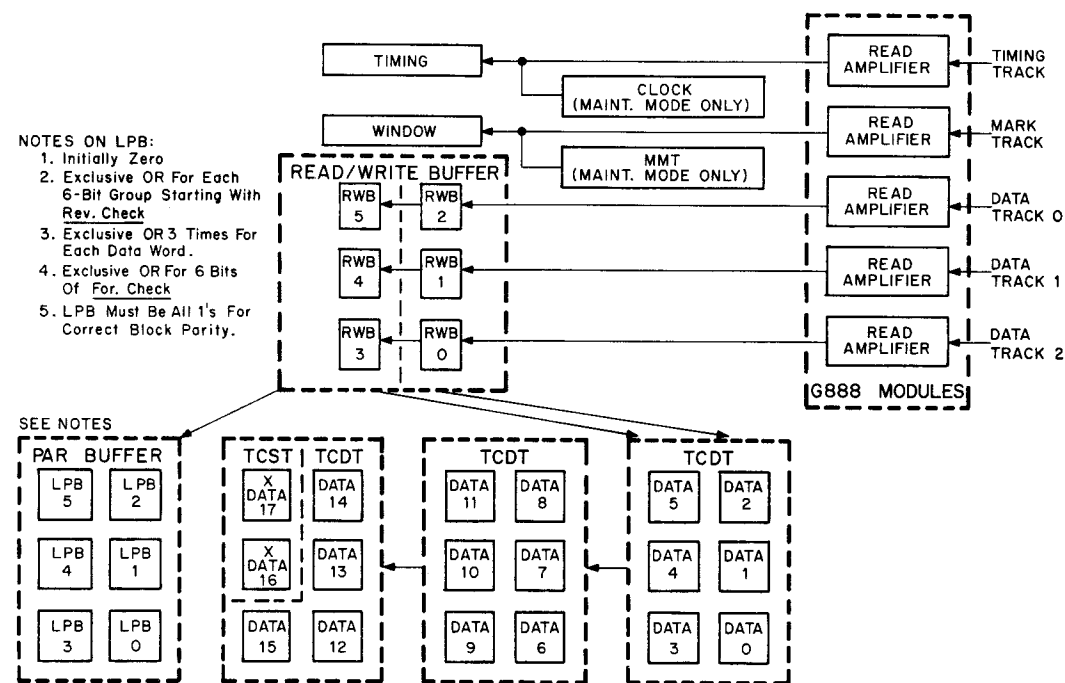 TIMING
READ
AMPLIFIER
TIMING
TRACK
CLOCK
(MAINT. MODE ONLY)
WINDOW
READ
AMPLIFIER
MARK
TRACK
MMT
(MAINT. MODE ONLY)
NOTES ON LPB:
1. Initially Zero
2. Exclusive OR For Each
6-Bit Group Starting With
Rev. Check
3. Exclusive OR 3 Times For
Each Data Word.
4. Exclusive OR For 6 Bits
Of For. Check
5. LPB Must Be All 1's For
Correct Block Parity.
READ/WRITE BUFFER
RWB
5
RWB
2
READ
AMPLIFIER
DATA
TRACK 0
RWB
4
RWB
1
READ
AMPLIFIER
DATA
TRACK 1
RWB
3
RWB
0
READ
AMPLIFIER
DATA
TRACK 2
G888 MODULES
SEE NOTES
PAR BUFFER
LPB
5
LPB
2
LPB
4
LPB
1
LPB
3
LPB
0
TCST
TCDT
X
DATA
17
DATA
14
X
DATA
16
DATA
13
DATA
15
DATA
12
TCDT
DATA
11
DATA
8
DATA
10
DATA
7
DATA
9
DATA
6
TCDT
DATA
5
DATA
2
DATA
4
DATA
1
DATA
3
DATA
0